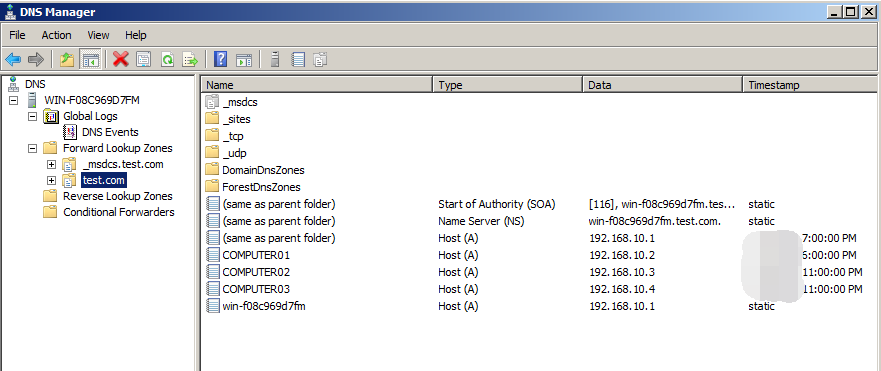 DNS Manager
File Action View Help
DNS
WIN-F08C969D7FM
Global Logs
DNS Events
Forward Lookup Zones
_msdcs.test.com
test.com
Reverse Lookup Zones
Conditional Forwarders
Name Type Data Timestamp
_msdcs
_sites
_tcp
_udp
DomainDnsZones
ForestDnsZones
(same as parent folder) Start of Authority (SOA) [116], win-f08c969d7fm.tes... static
(same as parent folder) Name Server (NS) win-f08c969d7fm.test.com. static
(same as parent folder) Host (A) 192.168.10.1 7:00:00 PM
COMPUTER01 Host (A) 192.168.10.2 6:00:00 PM
COMPUTER02 Host (A) 192.168.10.3 11:00:00 PM
COMPUTER03 Host (A) 192.168.10.4 11:00:00 PM
win-f08c969d7fm Host (A) 192.168.10.1 static